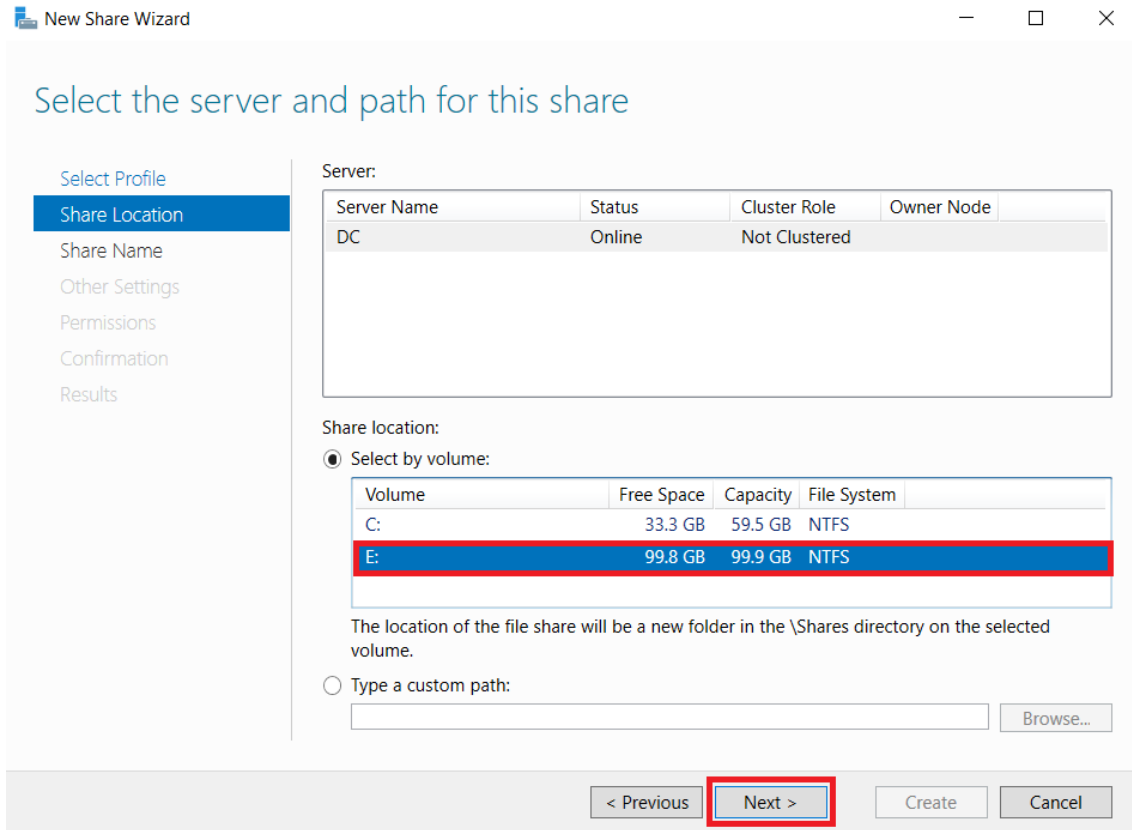 New Share Wizard
Select the server and path for this share
Select Profile
Share Location
Share Name
Other Settings
Permissions
Confirmation
Results
Server:
Server Name Status Cluster Role Owner Node
DC Online Not Clustered
Share location:
Select by volume:
Volume Free Space Capacity File System
C: 33.3 GB 59.5 GB NTFS
E: 99.8 GB 99.9 GB NTFS
The location of the file share will be a new folder in the \Shares directory on the selected
volume.
Type a custom path:
Browse...
< Previous Next > Create Cancel